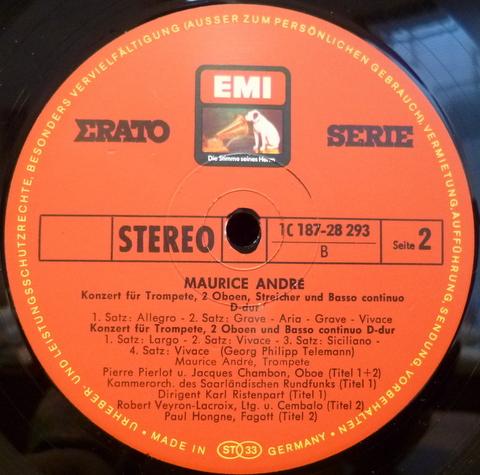 EMI
Die Stimme seines Herrn
ERATO
SERIE
STEREO
1C 187-28 293
B
Seite 2
MAURICE ANDRÉ
Konzert für Trompete, 2 Oboen, Streicher und Basso continuo
D-dur
1. Satz: Allegro - 2. Satz: Grave - Aria - Grave - Vivace
Konzert für Trompete, 2 Oboen und Basso continuo D-dur
1. Satz: Largo - 2. Satz: Vivace - 3. Satz: Siciliano -
4. Satz: Vivace (Georg Philipp Telemann)
Maurice André, Trompete
Pierre Pierlot u. Jacques Chambon, Oboe (Titel 1+2)
Kammerorch. des Saarländischen Rundfunks (Titel 1)
Dirigent Karl Ristenpart (Titel 1)
Robert Veyron-Lacroix, Ltg. u. Cembalo (Titel 2)
Paul Hongne, Fagott (Titel 2)
URHEBER- UND LEISTUNGSSCHUTZRECHTE, BESONDERS VERVIELFÄLTIGUNG (AUSSER ZUM PERSÖNLICHEN GEBRAUCH), VERMIETUNG, AUFFÜHRUNG, SENDUNG, VORBEHALTEN
MADE IN ST 33 GERMANY